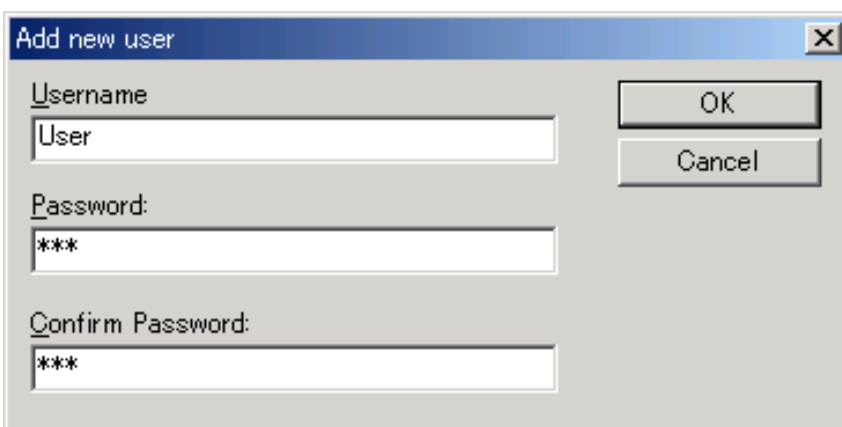 Add new user
Username
User
OK
Cancel
Password:
***
Confirm Password:
***